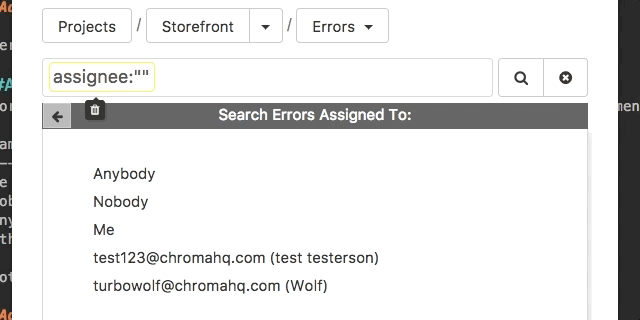 Projects / Storefront / Errors
assignee:""
Search Errors Assigned To:
Anybody
Nobody
Me
test123@chromahq.com (test testerson)
turbowolf@chromahq.com (Wolf)